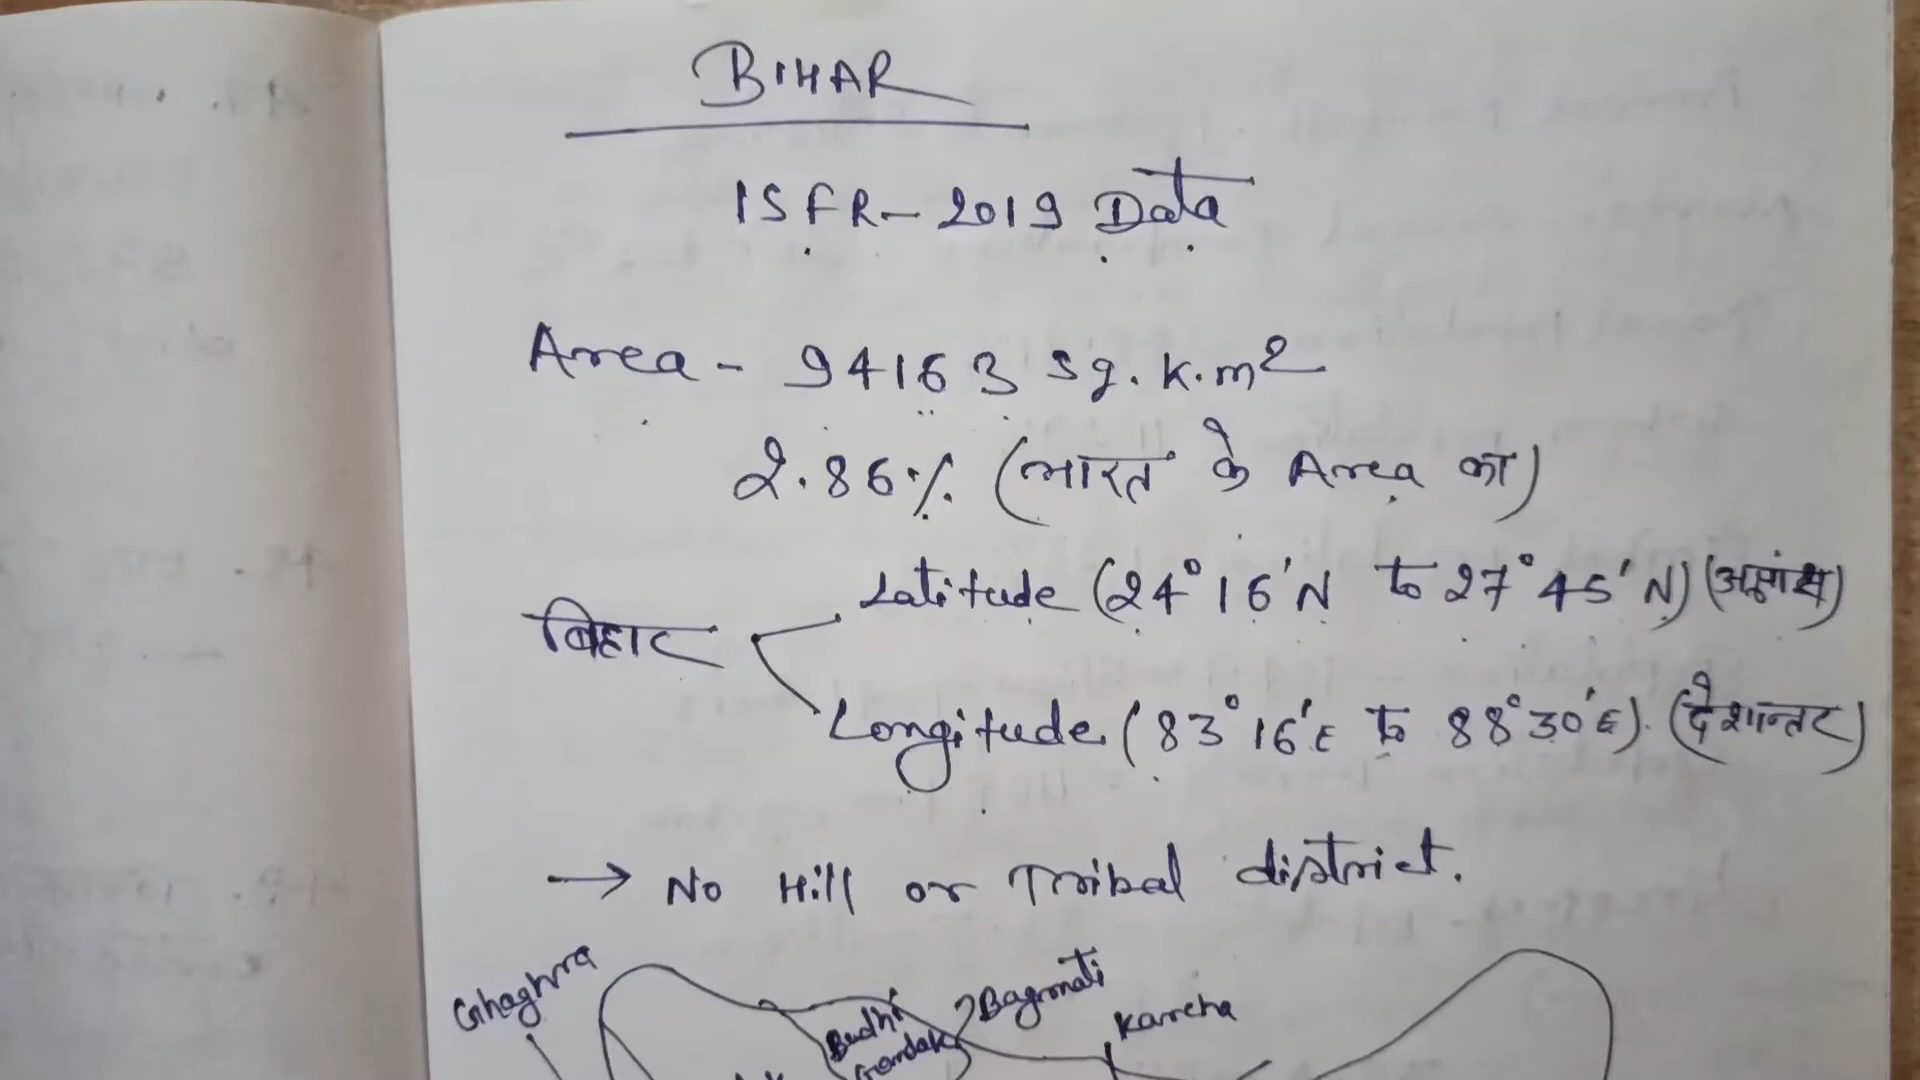 BIHAR
ISFR- 2019 Data
Area - 94163 Sq. K.m²
2.86% (भारत के Area का)
बिहार
Latitude (24°16'N to 27°45'N) (अक्षांश)
Longitude (83°16'E to 88°30'E). (देशान्तर)
→ No Hill or Tribal district.
Ghaghra
Budhi Gandak
Bagmati
Kareha